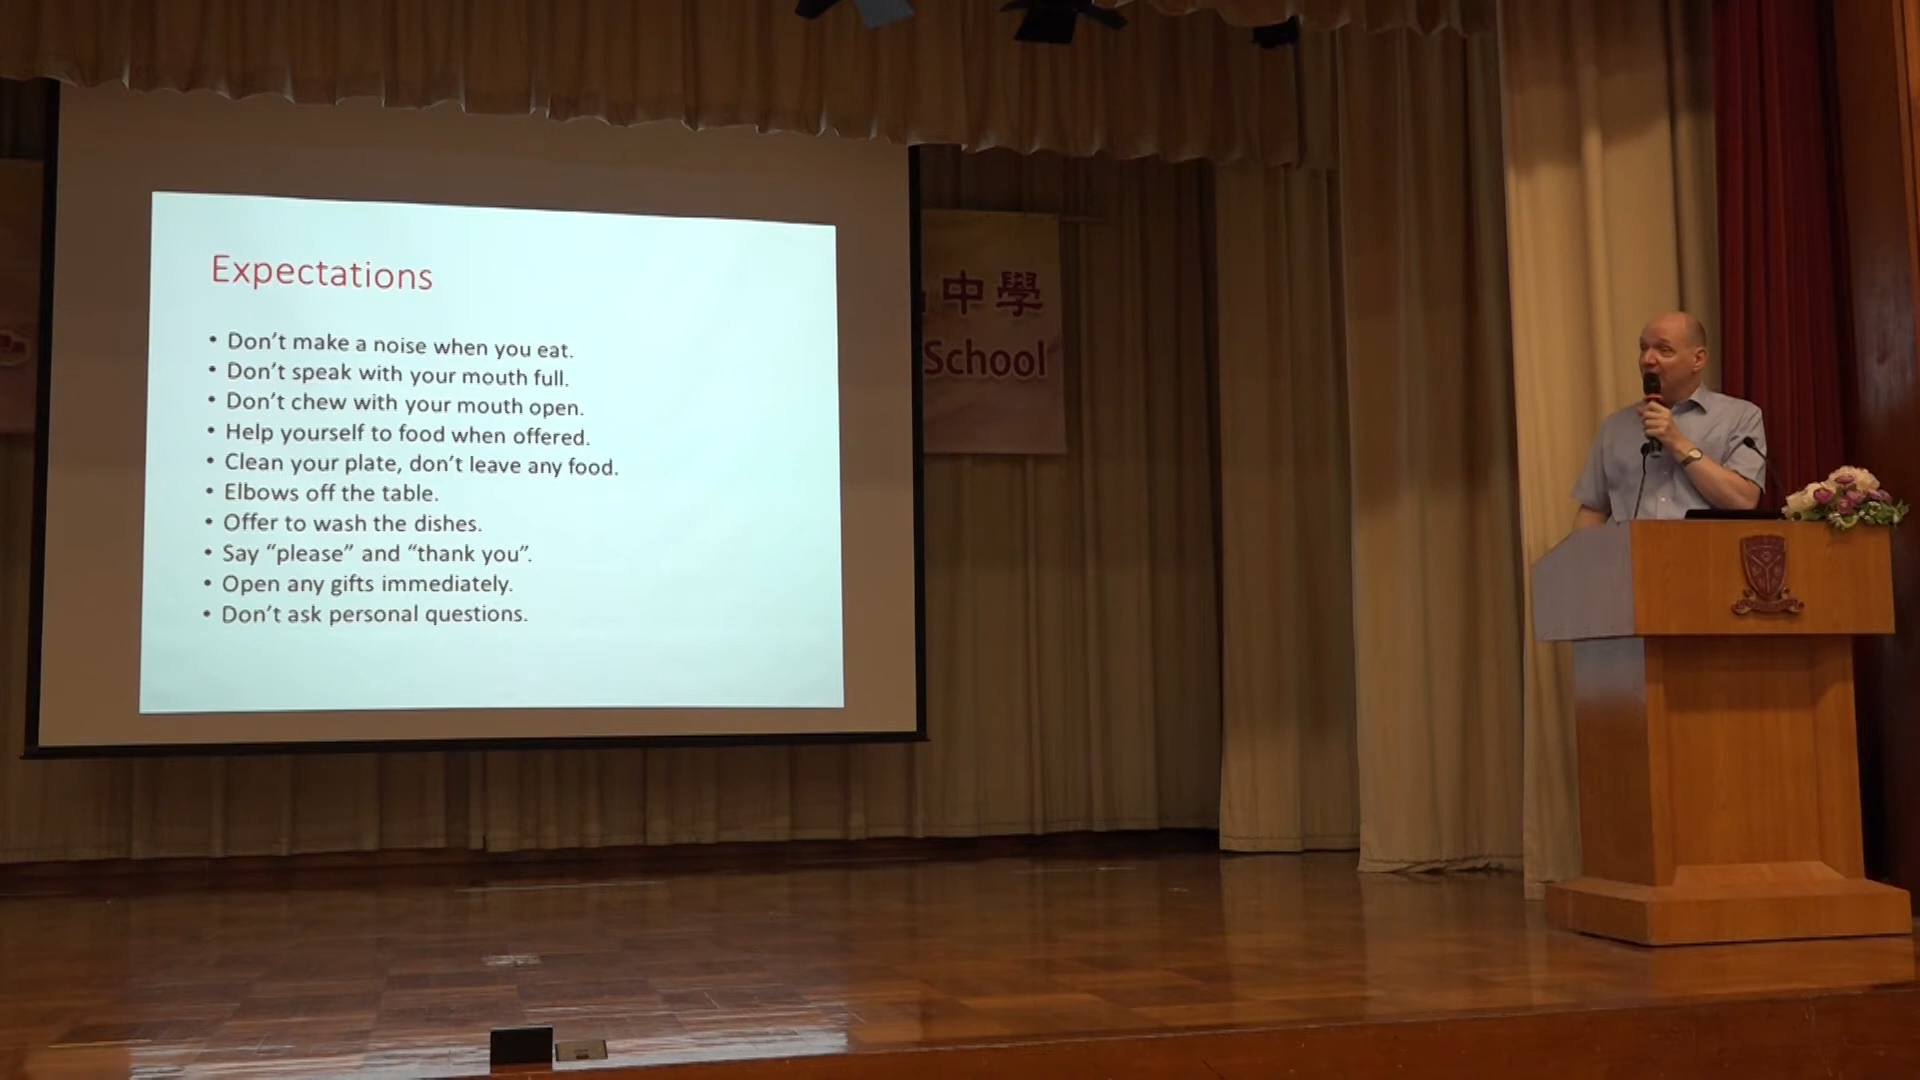 Expectations
• Don't make a noise when you eat.
• Don't speak with your mouth full.
• Don't chew with your mouth open.
• Help yourself to food when offered.
• Clean your plate, don't leave any food.
• Elbows off the table.
• Offer to wash the dishes.
• Say “please” and “thank you”.
• Open any gifts immediately.
• Don't ask personal questions.
中學
School